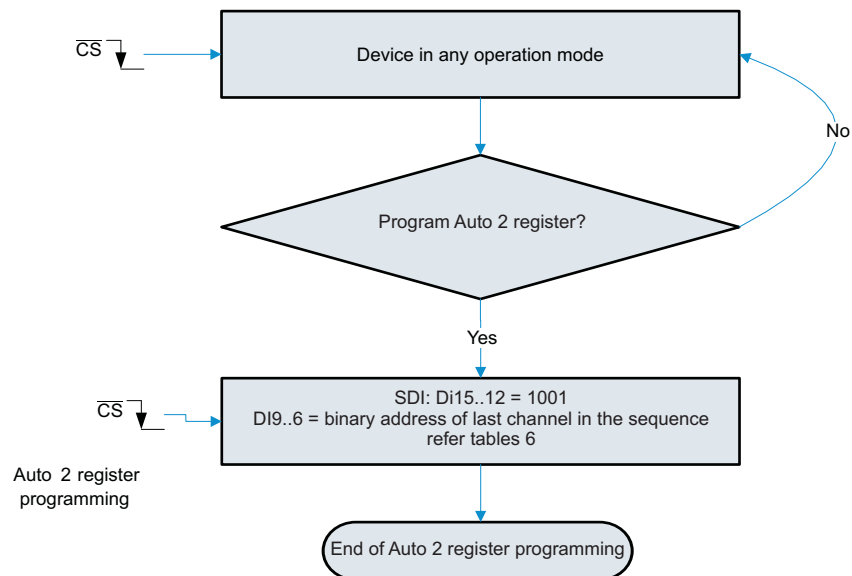 CS
Device in any operation mode
No
Program Auto 2 register?
Yes
CS
SDI: Di15..12 = 1001
DI9..6 = binary address of last channel in the sequence
refer tables 6
Auto 2 register
programming
End of Auto 2 register programming